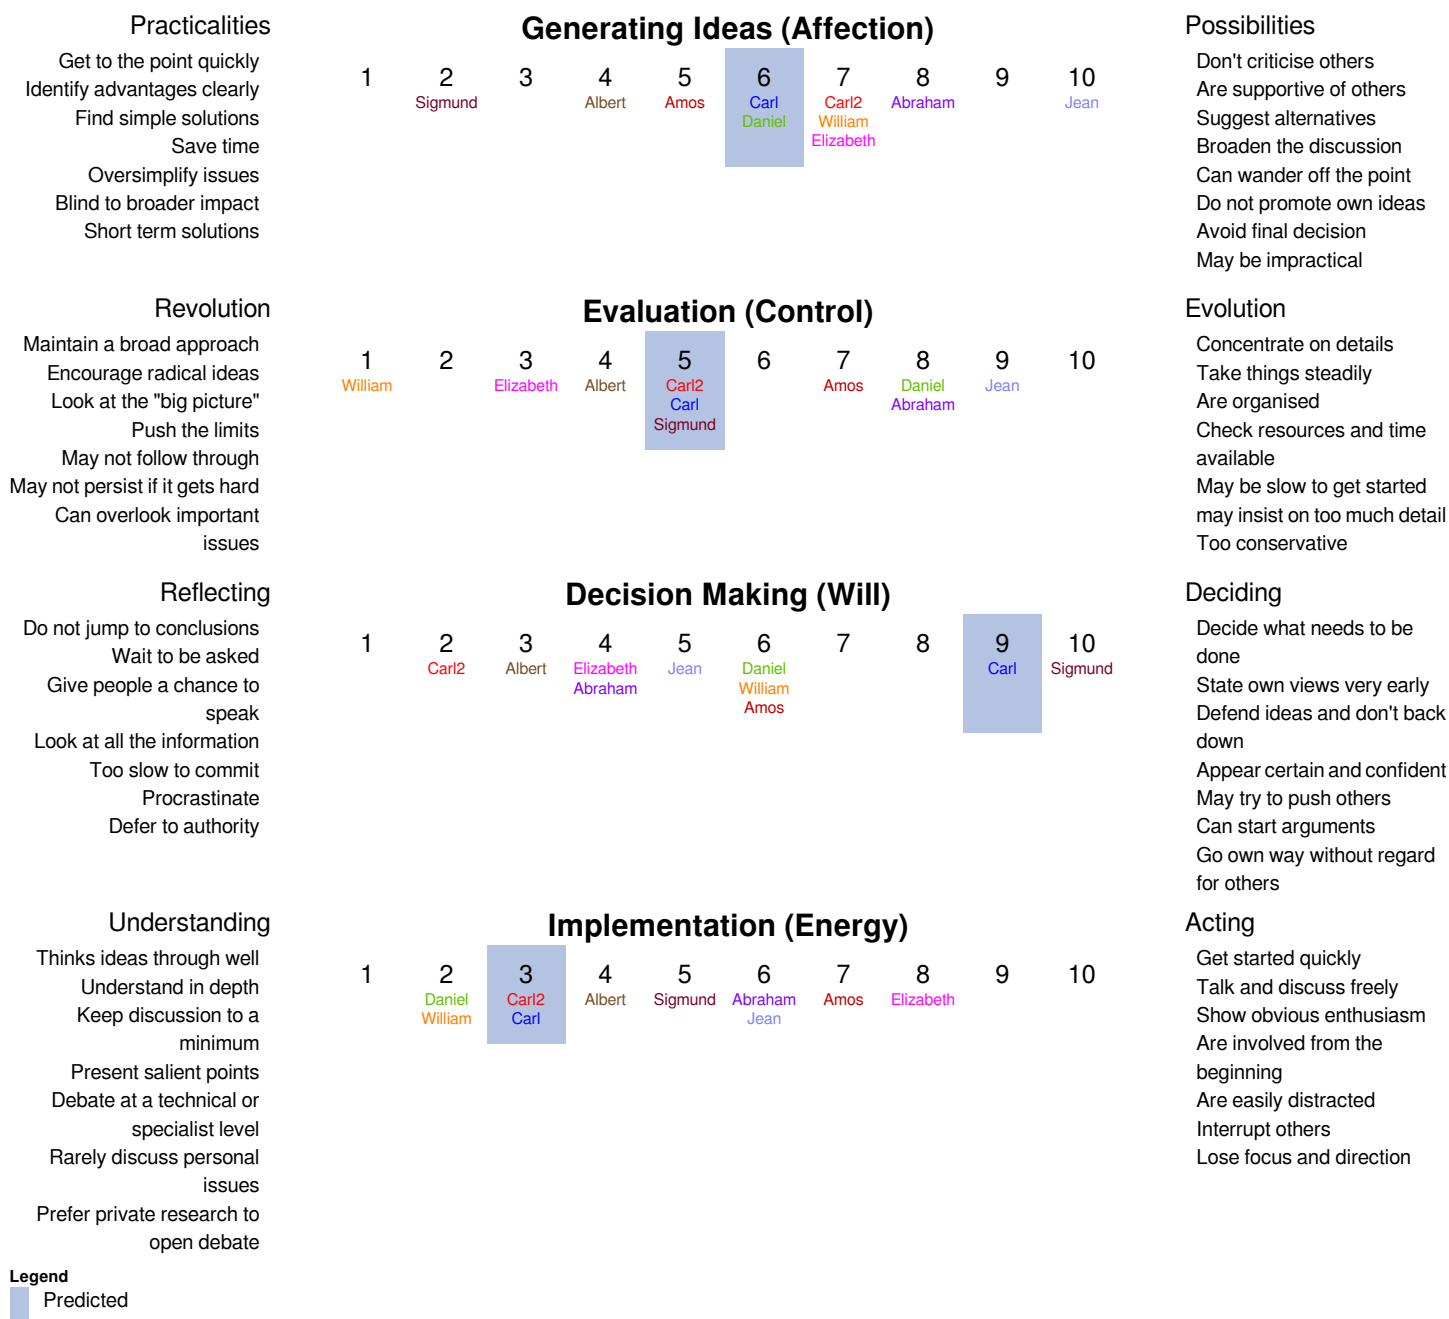 Practicalities
Get to the point quickly
Identify advantages clearly
Find simple solutions
Save time
Oversimplify issues
Blind to broader impact
Short term solutions
Generating Ideas (Affection)
1 2 3 4 5 6 7 8 9 10
Sigmund Albert Amos Carl Carl2 Abraham Jean
Daniel William
Elizabeth
Possibilities
Don't criticise others
Are supportive of others
Suggest alternatives
Broaden the discussion
Can wander off the point
Do not promote own ideas
Avoid final decision
May be impractical
Revolution
Maintain a broad approach
Encourage radical ideas
Look at the "big picture"
Push the limits
May not follow through
May not persist if it gets hard
Can overlook important
issues
Evaluation (Control)
1 2 3 4 5 6 7 8 9 10
William Elizabeth Albert Carl2 Amos Daniel Jean
Carl Abraham
Sigmund
Evolution
Concentrate on details
Take things steadily
Are organised
Check resources and time
available
May be slow to get started
may insist on too much detail
Too conservative
Reflecting
Do not jump to conclusions
Wait to be asked
Give people a chance to
speak
Look at all the information
Too slow to commit
Procrastinate
Defer to authority
Decision Making (Will)
1 2 3 4 5 6 7 8 9 10
Carl2 Albert Elizabeth Jean Daniel Carl Sigmund
Abraham William
Amos
Deciding
Decide what needs to be
done
State own views very early
Defend ideas and don't back
down
Appear certain and confident
May try to push others
Can start arguments
Go own way without regard
for others
Understanding
Thinks ideas through well
Understand in depth
Keep discussion to a
minimum
Present salient points
Debate at a technical or
specialist level
Rarely discuss personal
issues
Prefer private research to
open debate
Implementation (Energy)
1 2 3 4 5 6 7 8 9 10
Daniel Carl2 Albert Sigmund Abraham Amos Elizabeth
William Carl Jean
Acting
Get started quickly
Talk and discuss freely
Show obvious enthusiasm
Are involved from the
beginning
Are easily distracted
Interrupt others
Lose focus and direction
Legend
Predicted